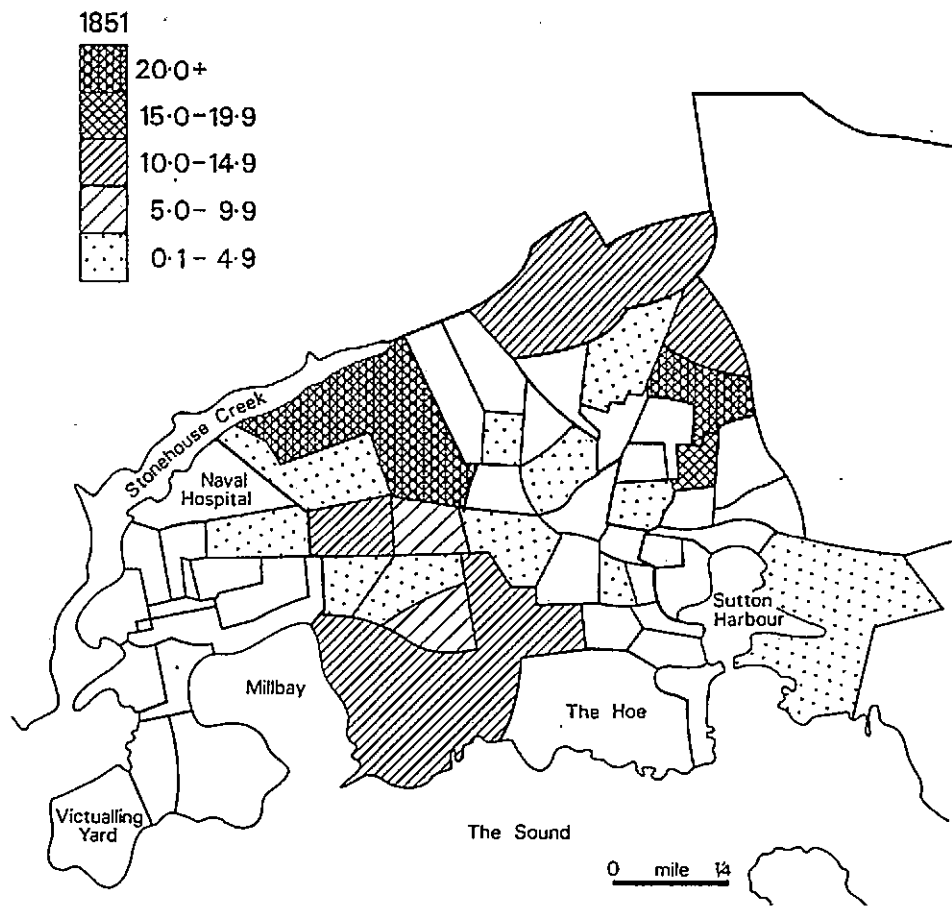 1851
20·0+
15·0-19·9
10·0-14·9
5·0- 9·9
0·1- 4·9
Stonehouse Creek
Naval
Hospital
Sutton
Harbour
Millbay
The Hoe
Victualling
Yard
The Sound
0 mile ¼